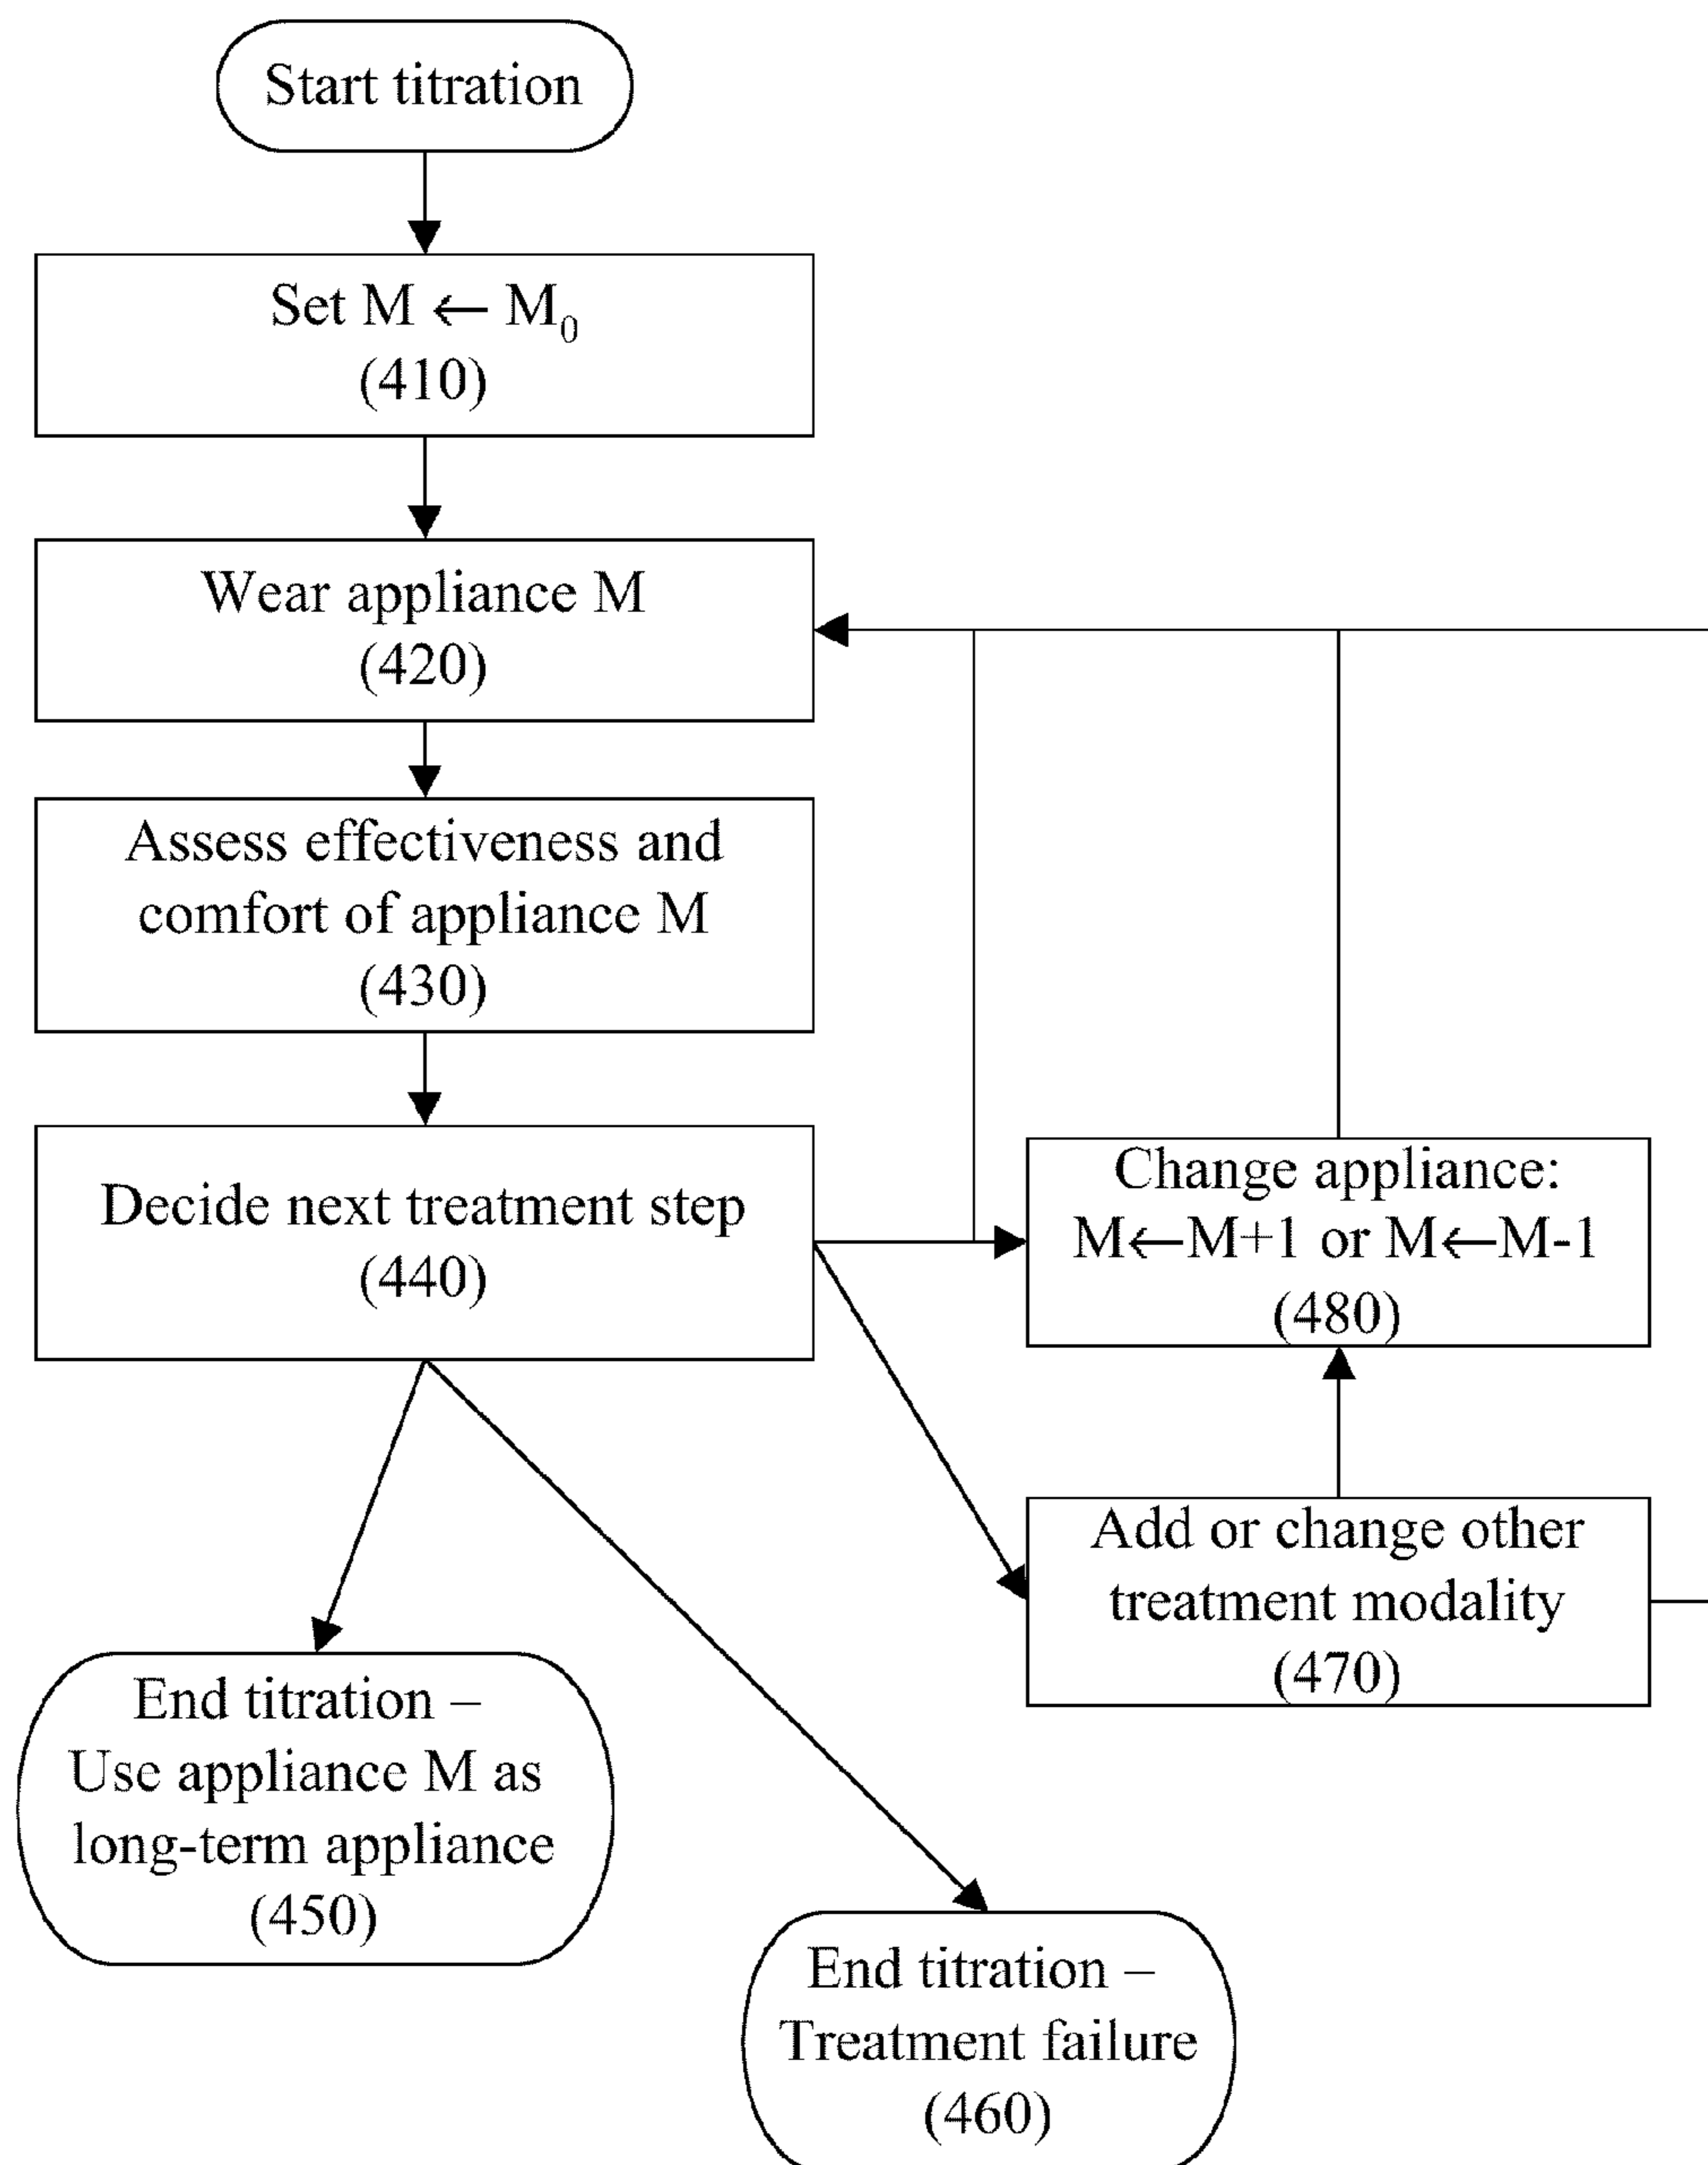 Start titration
Set M ← M₀
(410)
Wear appliance M
(420)
Assess effectiveness and
comfort of appliance M
(430)
Decide next treatment step
(440)
Change appliance:
M←M+1 or M←M-1
(480)
Add or change other
treatment modality
(470)
End titration –
Use appliance M as
long-term appliance
(450)
End titration –
Treatment failure
(460)